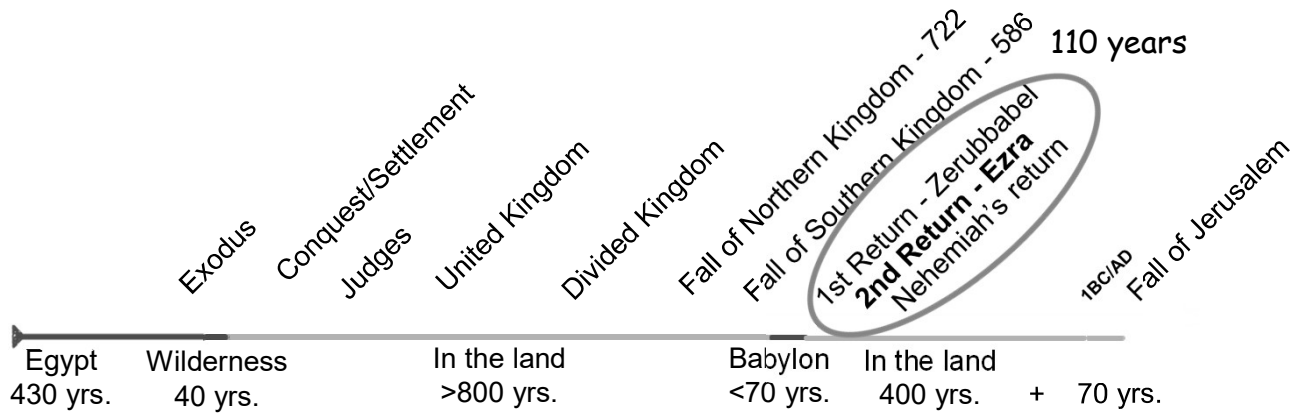 Exodus
Conquest/Settlement
Judges
United Kingdom
Divided Kingdom
Fall of Northern Kingdom - 722
Fall of Southern Kingdom - 586
110 years
1st Return - Zerubbabel
2nd Return - Ezra
Nehemiah's return
1BC/AD
Fall of Jerusalem
Egypt Wilderness In the land Babylon In the land
430 yrs. 40 yrs. >800 yrs. <70 yrs. 400 yrs. + 70 yrs.